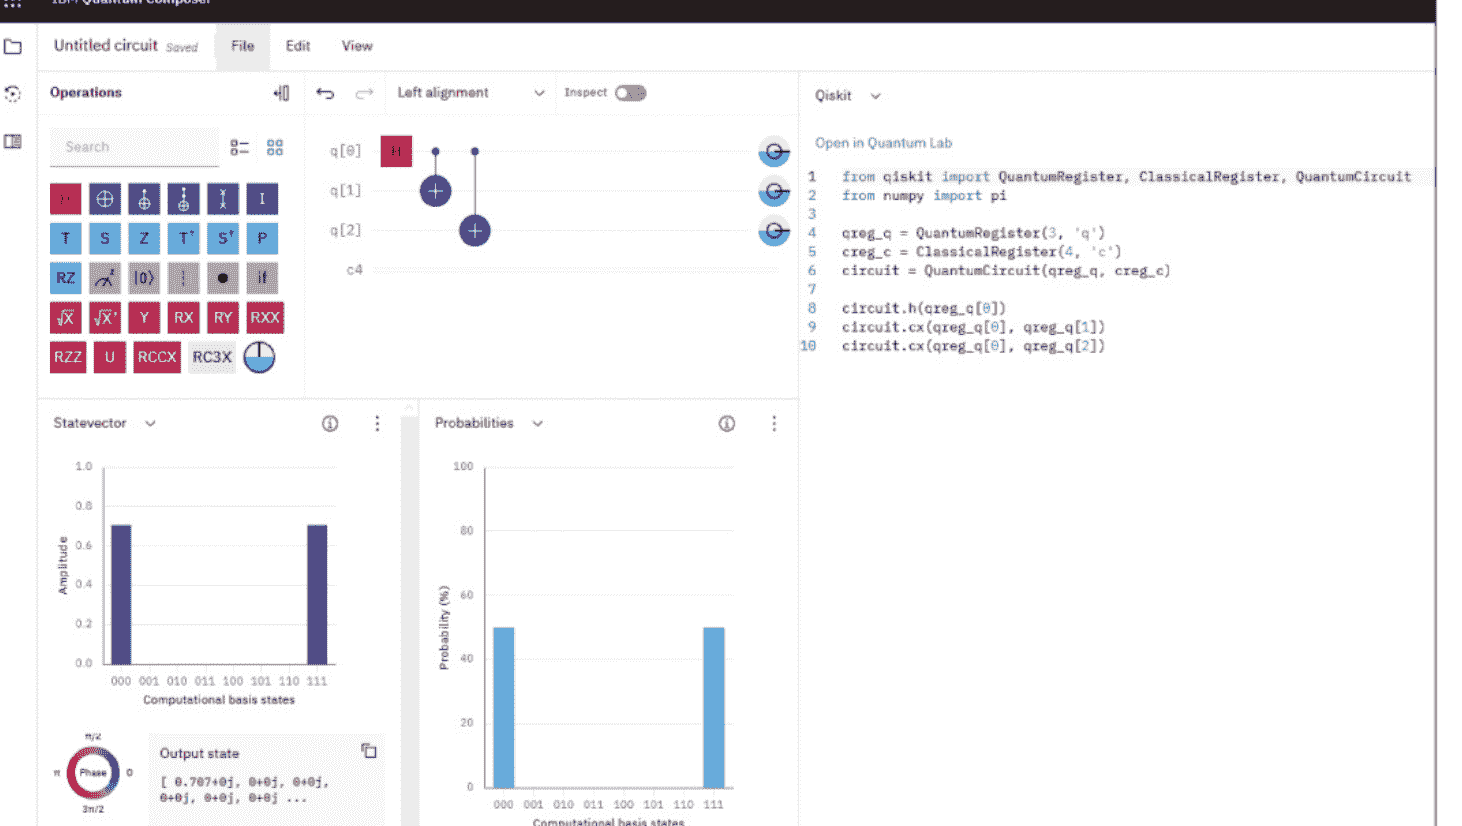 IBM Quantum Composer
Untitled circuit Saved File Edit View
Operations
Left alignment
Inspect
Search
H
I
T S Z T† S† P
RZ |0⟩ if
√X √X† Y RX RY RXX
RZZ U RCCX RC3X
q[0] H
q[1]
q[2]
c4
Qiskit
Open in Quantum Lab
1 from qiskit import QuantumRegister, ClassicalRegister, QuantumCircuit
2 from numpy import pi
3
4 qreg_q = QuantumRegister(3, 'q')
5 creg_c = ClassicalRegister(4, 'c')
6 circuit = QuantumCircuit(qreg_q, creg_c)
7
8 circuit.h(qreg_q[0])
9 circuit.cx(qreg_q[0], qreg_q[1])
10 circuit.cx(qreg_q[0], qreg_q[2])
Statevector
1.0
0.8
0.6
0.4
0.2
0.0
Amplitude
000 001 010 011 100 101 110 111
Computational basis states
π/2
π Phase 0
3π/2
Output state
[ 0.707+0j, 0+0j, 0+0j,
0+0j, 0+0j, 0+0j ...
Probabilities
100
80
60
40
20
0
Probability (%)
000 001 010 011 100 101 110 111
Computational basis states